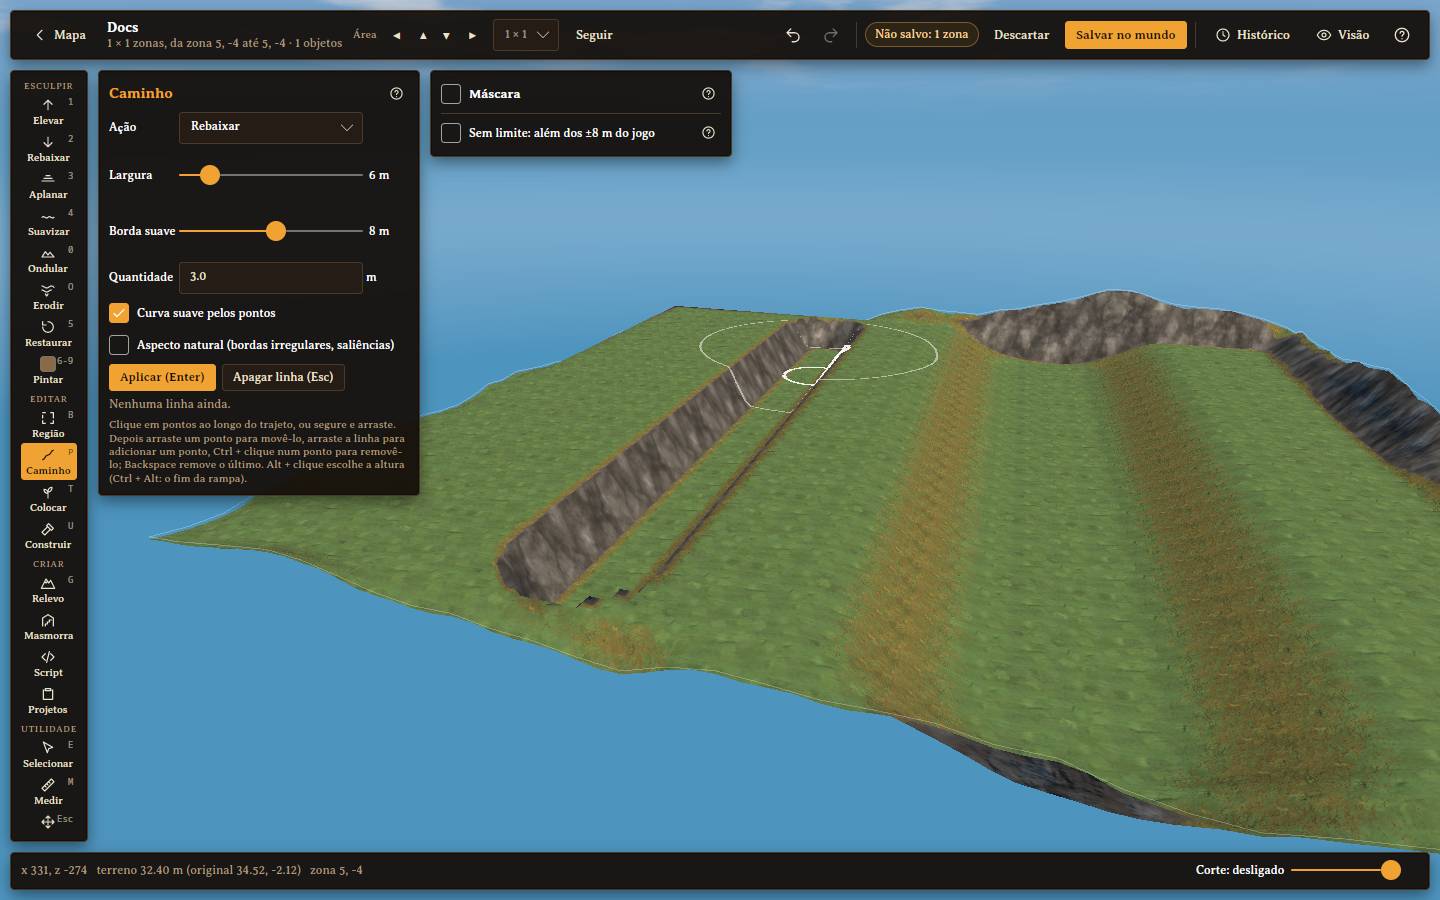 Mapa
Docs
1 × 1 zonas, da zona 5, -4 até 5, -4 · 1 objetos
Área
1 × 1
Seguir
Não salvo: 1 zona
Descartar
Salvar no mundo
Histórico
Visão
ESCULPIR
1
Elevar
2
Rebaixar
3
Aplanar
4
Suavizar
0
Ondular
O
Erodir
5
Restaurar
6-9
Pintar
EDITAR
B
Região
P
Caminho
T
Colocar
U
Construir
CRIAR
G
Relevo
Masmorra
Script
Projetos
UTILIDADE
E
Selecionar
M
Medir
Esc
Caminho
Ação
Rebaixar
Largura
6 m
Borda suave
8 m
Quantidade
3.0
m
Curva suave pelos pontos
Aspecto natural (bordas irregulares, saliências)
Aplicar (Enter)
Apagar linha (Esc)
Nenhuma linha ainda.
Clique em pontos ao longo do trajeto, ou segure e arraste.
Depois arraste um ponto para movê-lo, arraste a linha para
adicionar um ponto, Ctrl + clique num ponto para removê-
lo; Backspace remove o último. Alt + clique escolhe a altura
(Ctrl + Alt: o fim da rampa).
Máscara
Sem limite: além dos ±8 m do jogo
x 331, z -274 terreno 32.40 m (original 34.52, -2.12) zona 5, -4
Corte: desligado